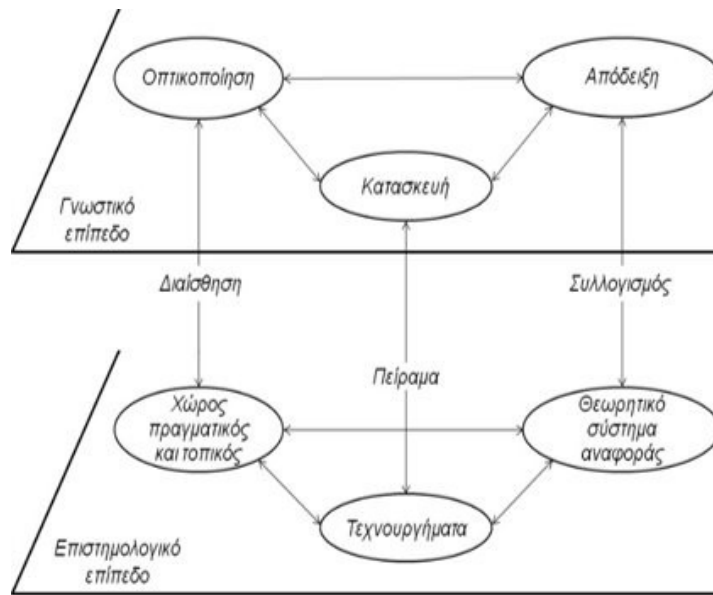 Οπτικοποίηση
Απόδειξη
Κατασκευή
Γνωστικό
επίπεδο
Διαίσθηση
Συλλογισμός
Πείραμα
Χώρος
πραγματικός
και τοπικός
Θεωρητικό
σύστημα
αναφοράς
Τεχνουργήματα
Επιστημολογικό
επίπεδο